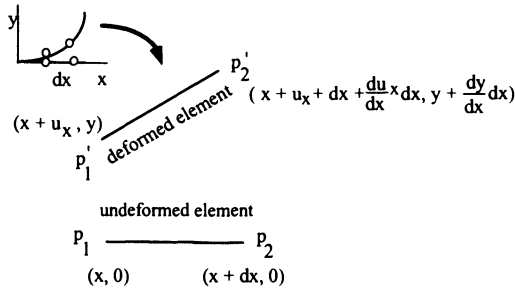 y
dx x
p₂'
( x + uₓ + dx + duₓ/dx dx, y + dy/dx dx)
(x + uₓ , y)
deformed element
p₁'
undeformed element
p₁ p₂
(x, 0) (x + dx, 0)